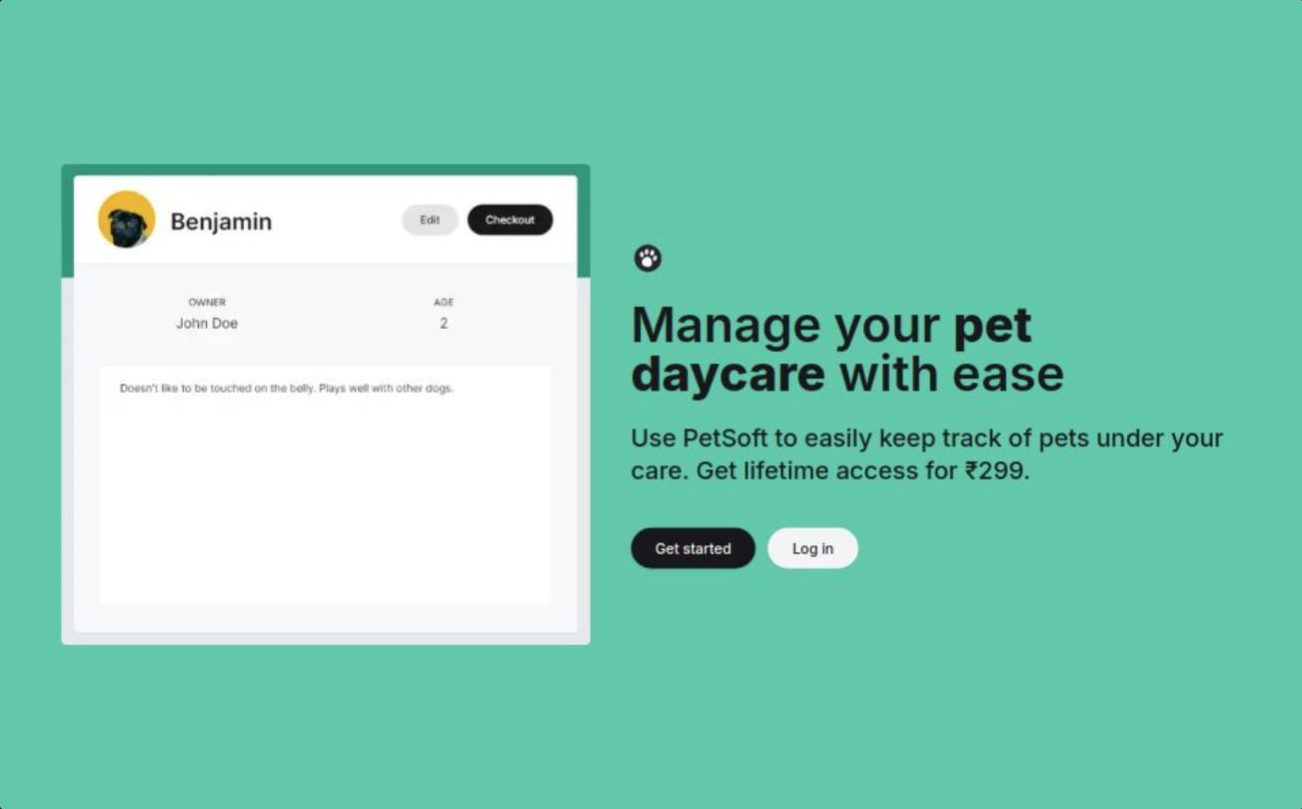 Benjamin
Edit
Checkout
OWNER
AGE
John Doe
2
Doesn't like to be touched on the belly. Plays well with other dogs.
Manage your pet
daycare with ease
Use PetSoft to easily keep track of pets under your
care. Get lifetime access for ₹299.
Get started
Log in